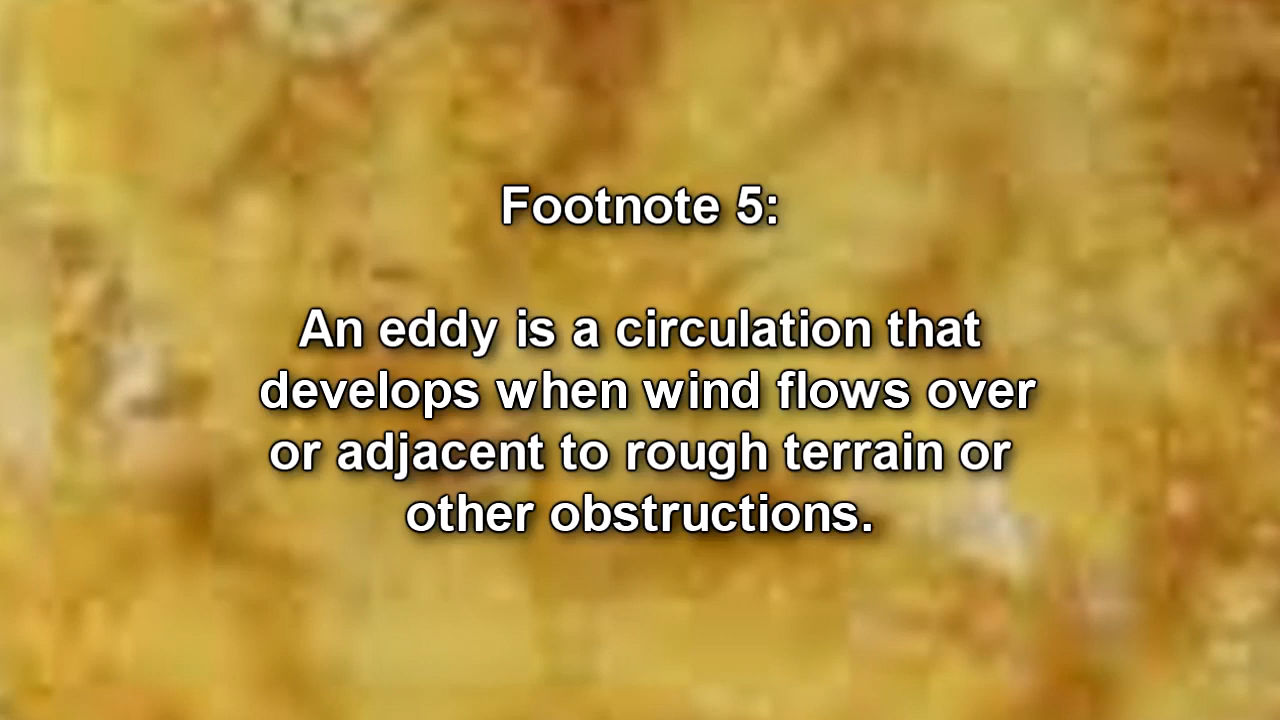 Footnote 5:
An eddy is a circulation that
develops when wind flows over
or adjacent to rough terrain or
other obstructions.